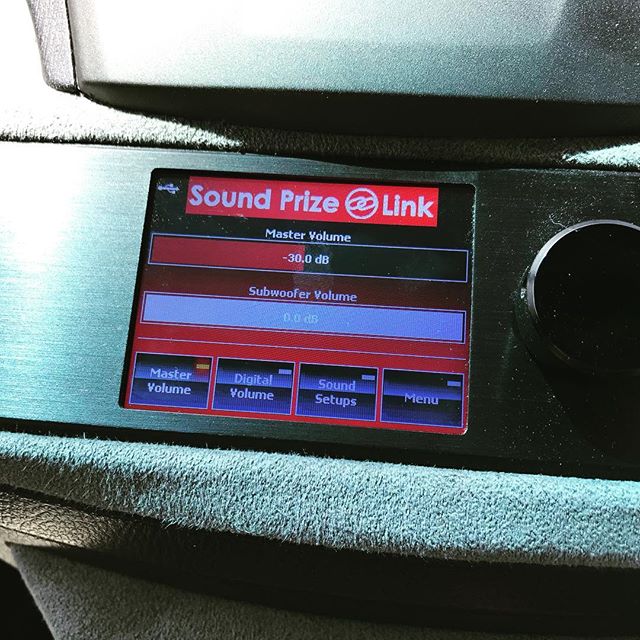 Sound Prize Link
Master Volume
-30.0 dB
Subwoofer Volume
0.0 dB
Master Volume
Digital Volume
Sound Setups
Menu